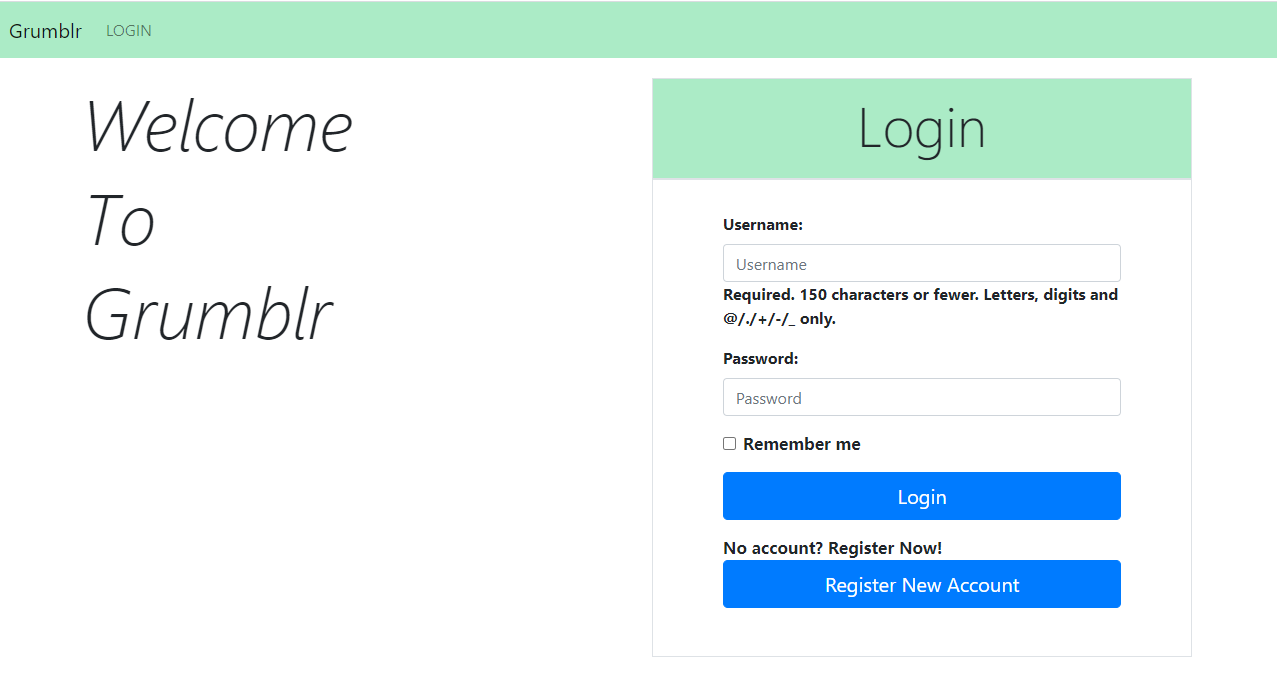 Grumblr LOGIN
Welcome
To
Grumblr
Login
Username:
Username
Required. 150 characters or fewer. Letters, digits and
@/./+/-/_ only.
Password:
Password
Remember me
Login
No account? Register Now!
Register New Account